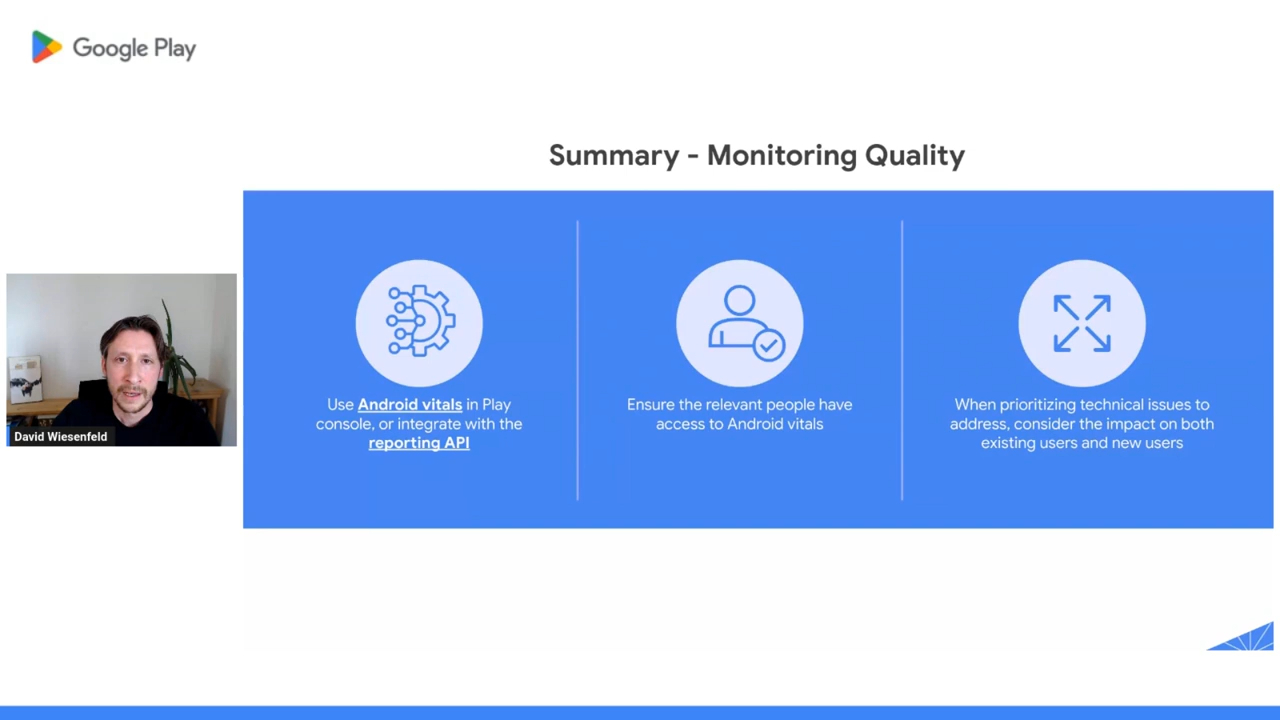 Google Play
Summary - Monitoring Quality
Use Android vitals in Play
console, or integrate with the
reporting API
Ensure the relevant people have
access to Android vitals
When prioritizing technical issues to
address, consider the impact on both
existing users and new users
David Wiesenfeld